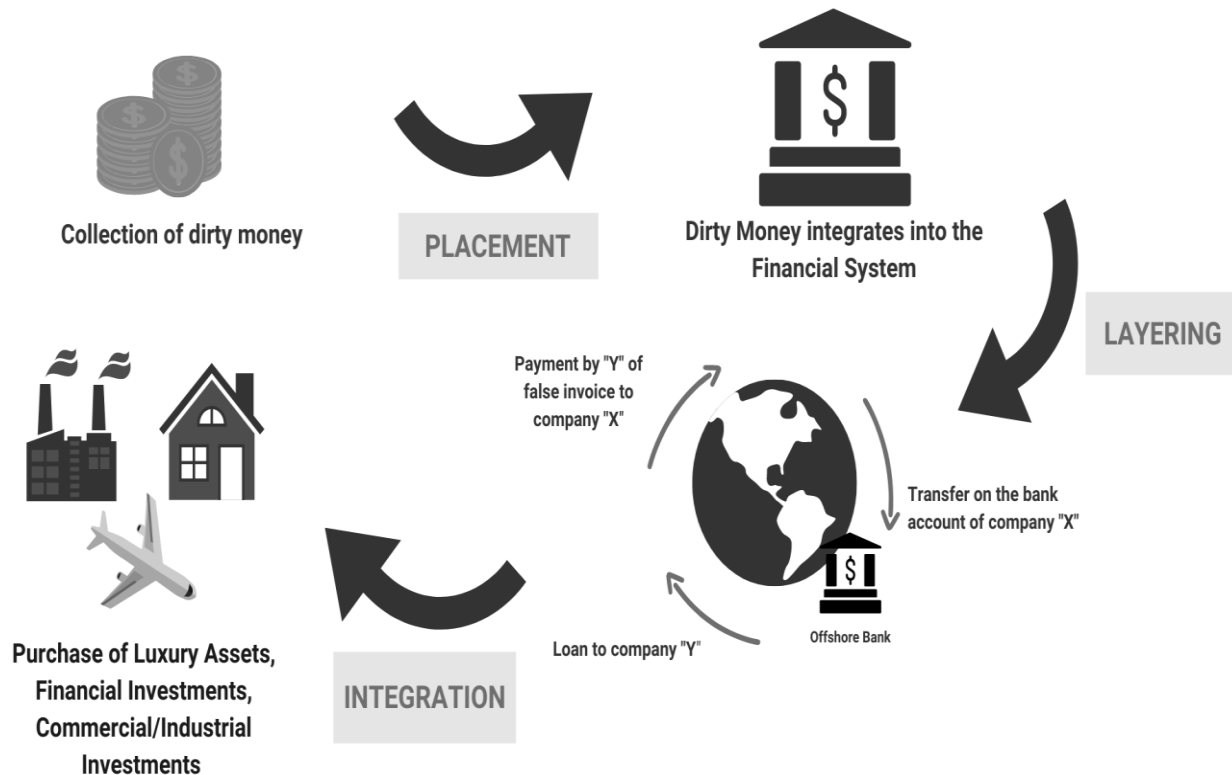 Collection of dirty money
PLACEMENT
$
Dirty Money integrates into the
Financial System
LAYERING
Payment by "Y" of
false invoice to
company "X"
Transfer on the bank
account of company "X"
$
Offshore Bank
Loan to company "Y"
INTEGRATION
Purchase of Luxury Assets,
Financial Investments,
Commercial/Industrial
Investments